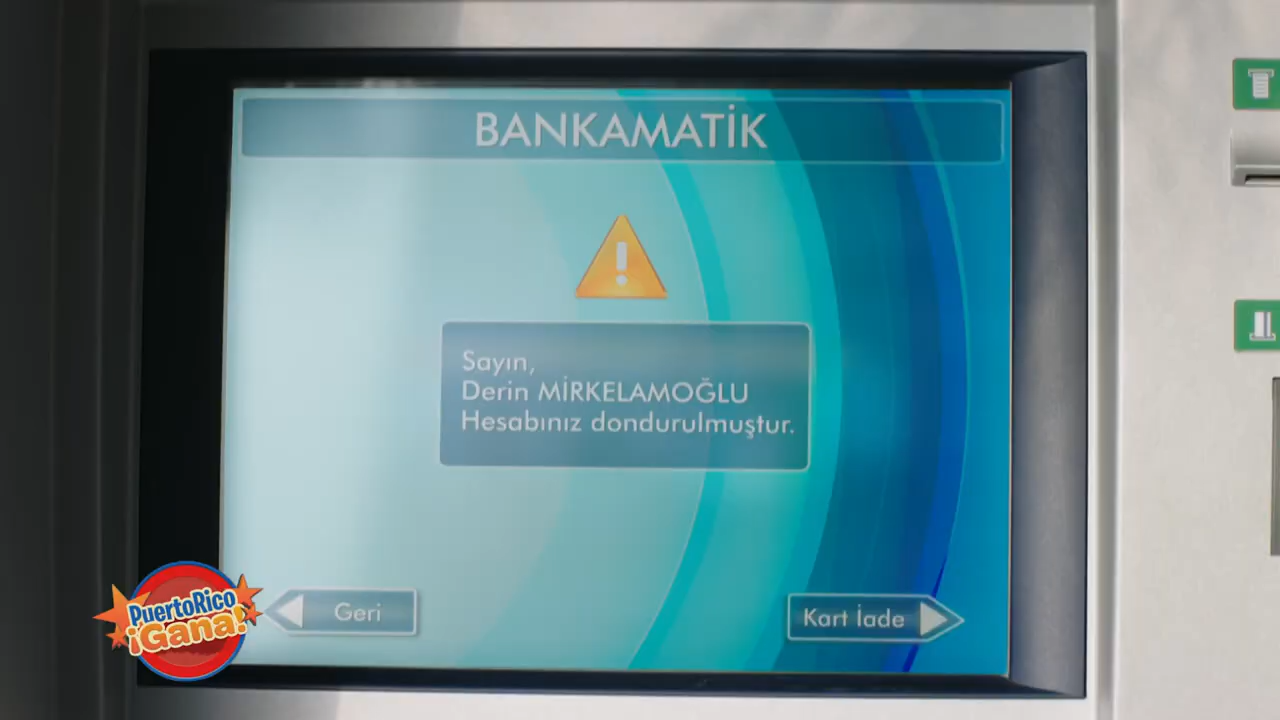 BANKAMATİK
Sayın,
Derin MİRKELAMOĞLU
Hesabınız dondurulmuştur.
Geri
Kart İade
PuertoRico
¡Gana!